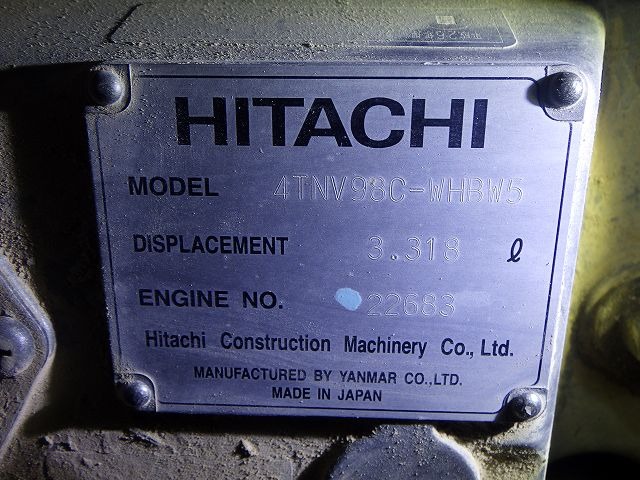 HITACHI
MODEL 4TNV98C-WHBW5
DISPLACEMENT 3.318 ℓ
ENGINE NO. 22683
Hitachi Construction Machinery Co., Ltd.
MANUFACTURED BY YANMAR CO.,LTD.
MADE IN JAPAN